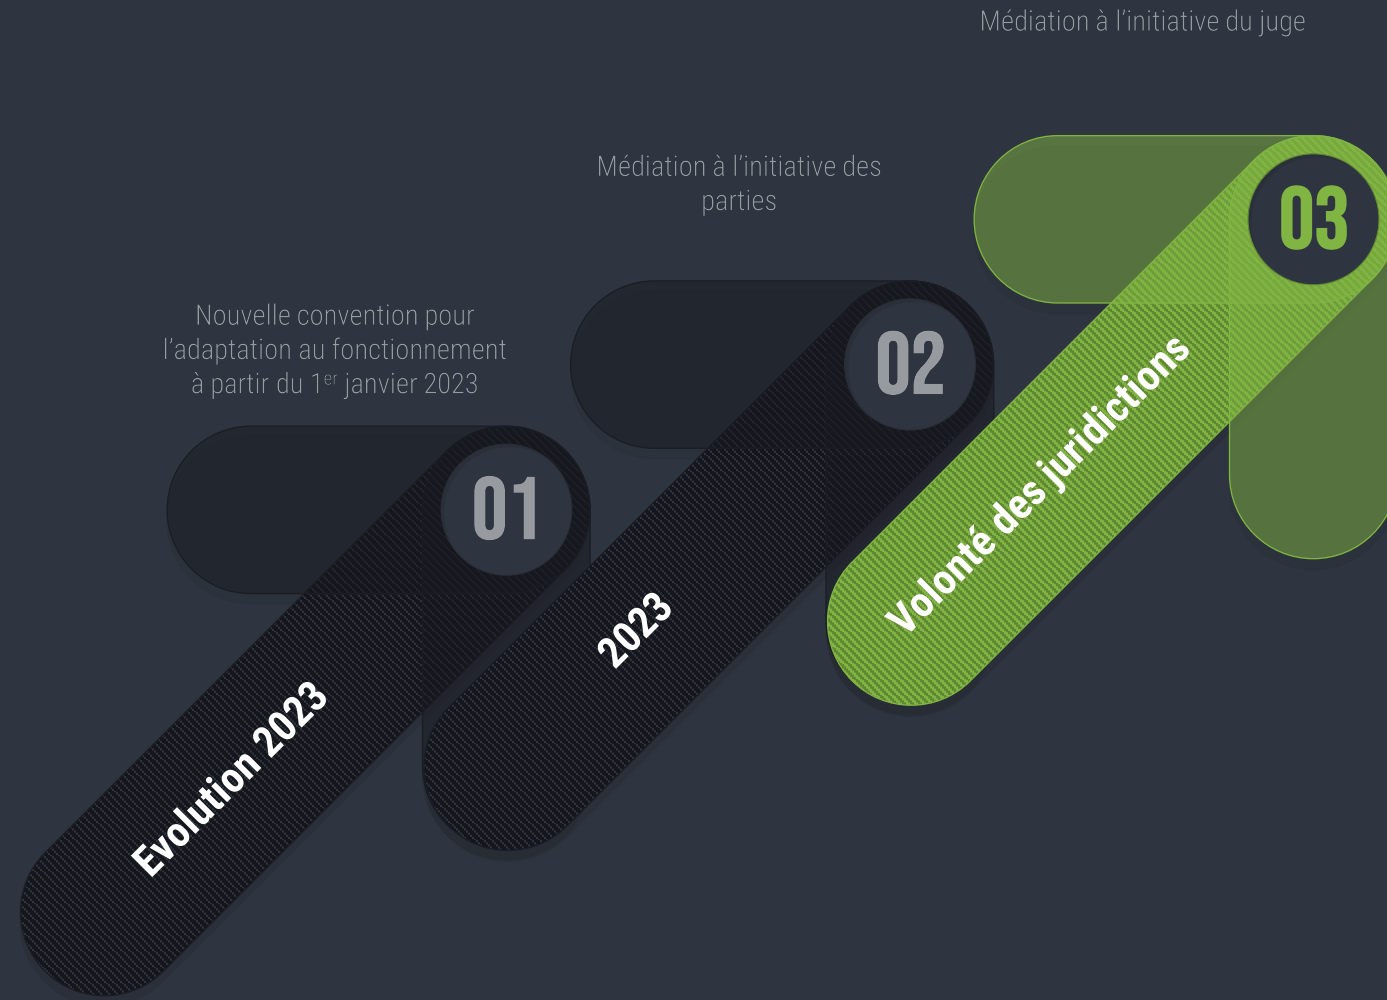 Médiation à l’initiative du juge
03
Volonté des juridictions
Médiation à l’initiative des
parties
02
2023
Nouvelle convention pour
l’adaptation au fonctionnement
à partir du 1er janvier 2023
01
Evolution 2023